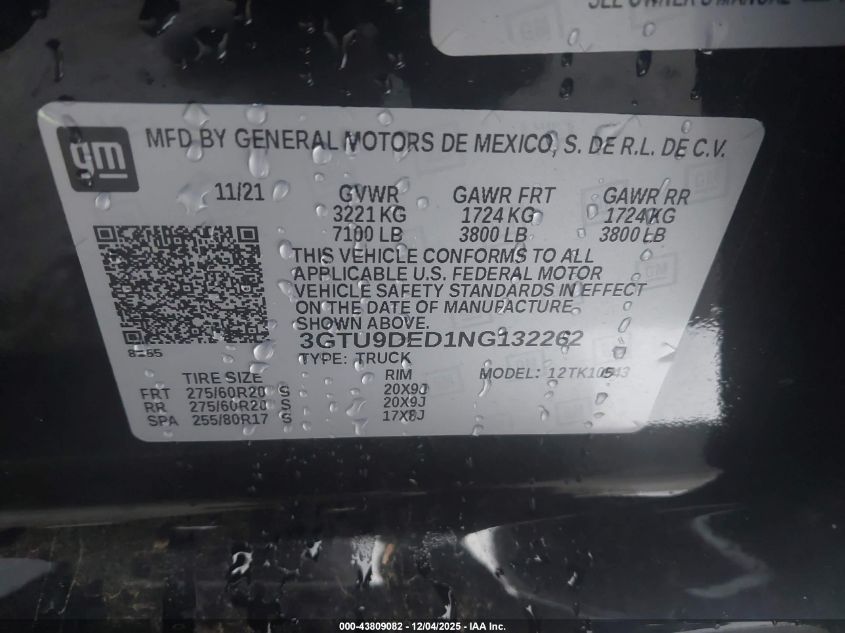 SEE OWNER'S MANUAL
gm
MFD BY GENERAL MOTORS DE MEXICO, S. DE R.L. DE C.V.
11/21 GVWR GAWR FRT GAWR RR
3221 KG 1724 KG 1724 KG
7100 LB 3800 LB 3800 LB
THIS VEHICLE CONFORMS TO ALL
APPLICABLE U.S. FEDERAL MOTOR
VEHICLE SAFETY STANDARDS IN EFFECT
ON THE DATE OF MANUFACTURE
SHOWN ABOVE.
3GTU9DED1NG132262
TYPE: TRUCK
TIRE SIZE RIM MODEL: 12TK10543
FRT 275/60R20 S 20X9J
RR 275/60R20 S 20X9J
SPA 255/80R17 S 17X8J
000-43809082 - 12/04/2025 - IAA Inc.